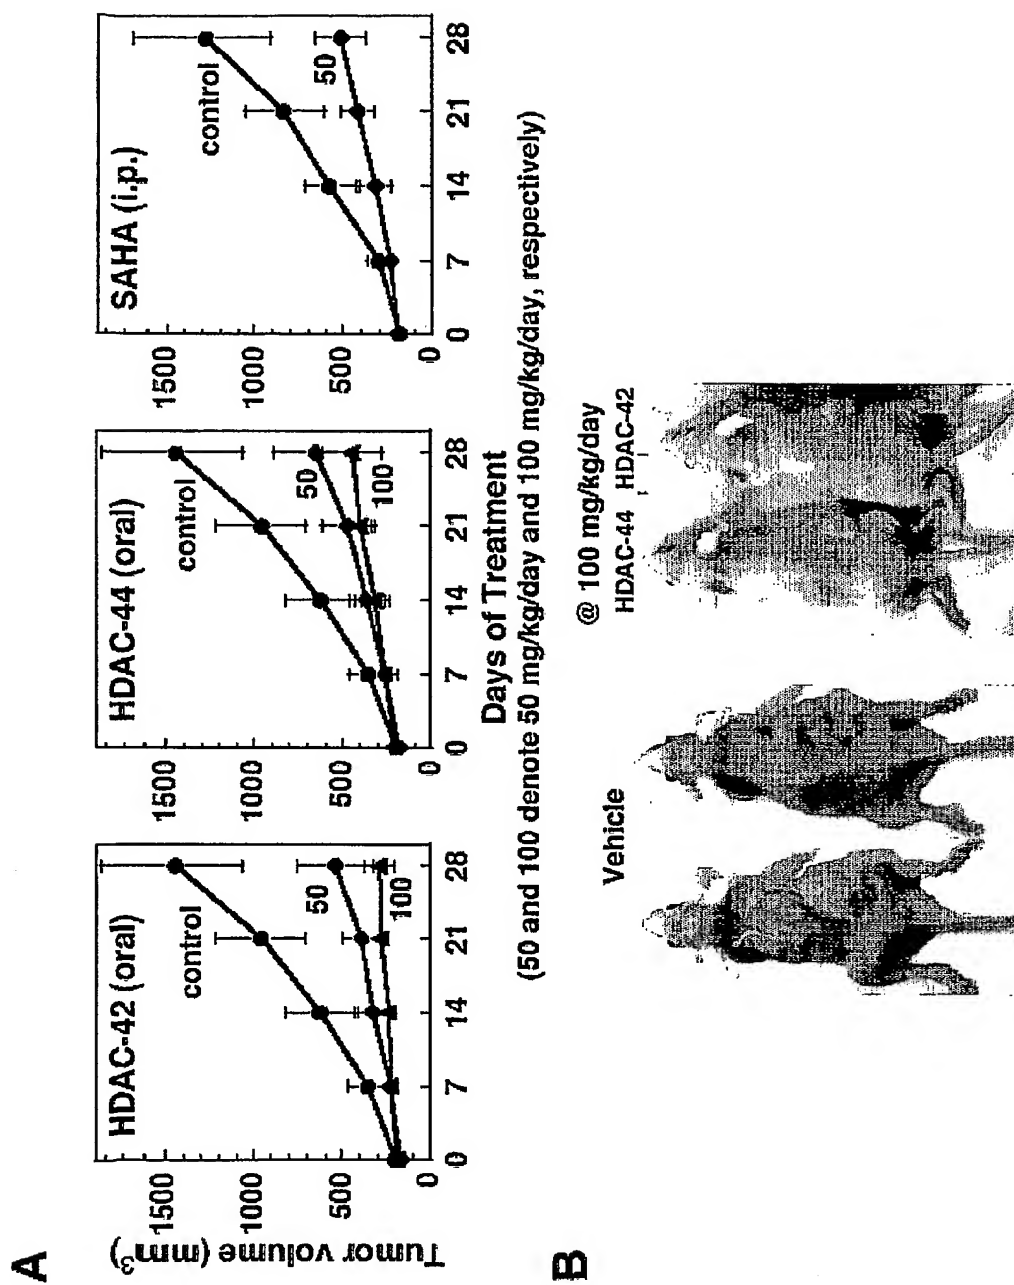 A
HDAC-42 (oral)
HDAC-44 (oral)
SAHA (i.p.)
Tumor volume (mm3)
1500
1000
500
0
control
50
100
0 7 14 21 28
1500
1000
500
0
control
50
100
0 7 14 21 28
1500
1000
500
0
control
50
0 7 14 21 28
Days of Treatment
(50 and 100 denote 50 mg/kg/day and 100 mg/kg/day, respectively)
B
Vehicle
@ 100 mg/kg/day
HDAC-44 HDAC-42